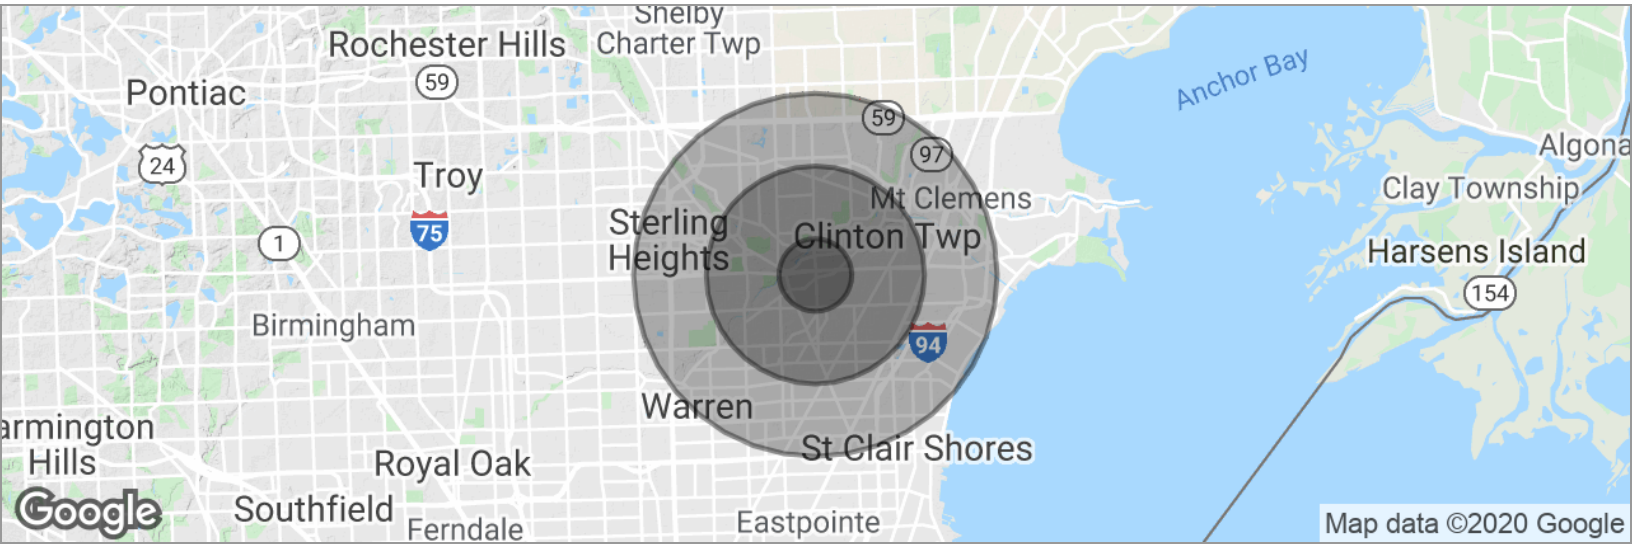 Shelby
Charter Twp
Rochester Hills
59
Anchor Bay
Pontiac
59
24
97
Algona
Troy
Clay Township
Mt Clemens
Sterling
Heights
75
1
Clinton Twp
Harsens Island
154
Birmingham
94
Warren
armington
Hills
St Clair Shores
Royal Oak
Google
Southfield
Ferndale
Eastpointe
Map data ©2020 Google